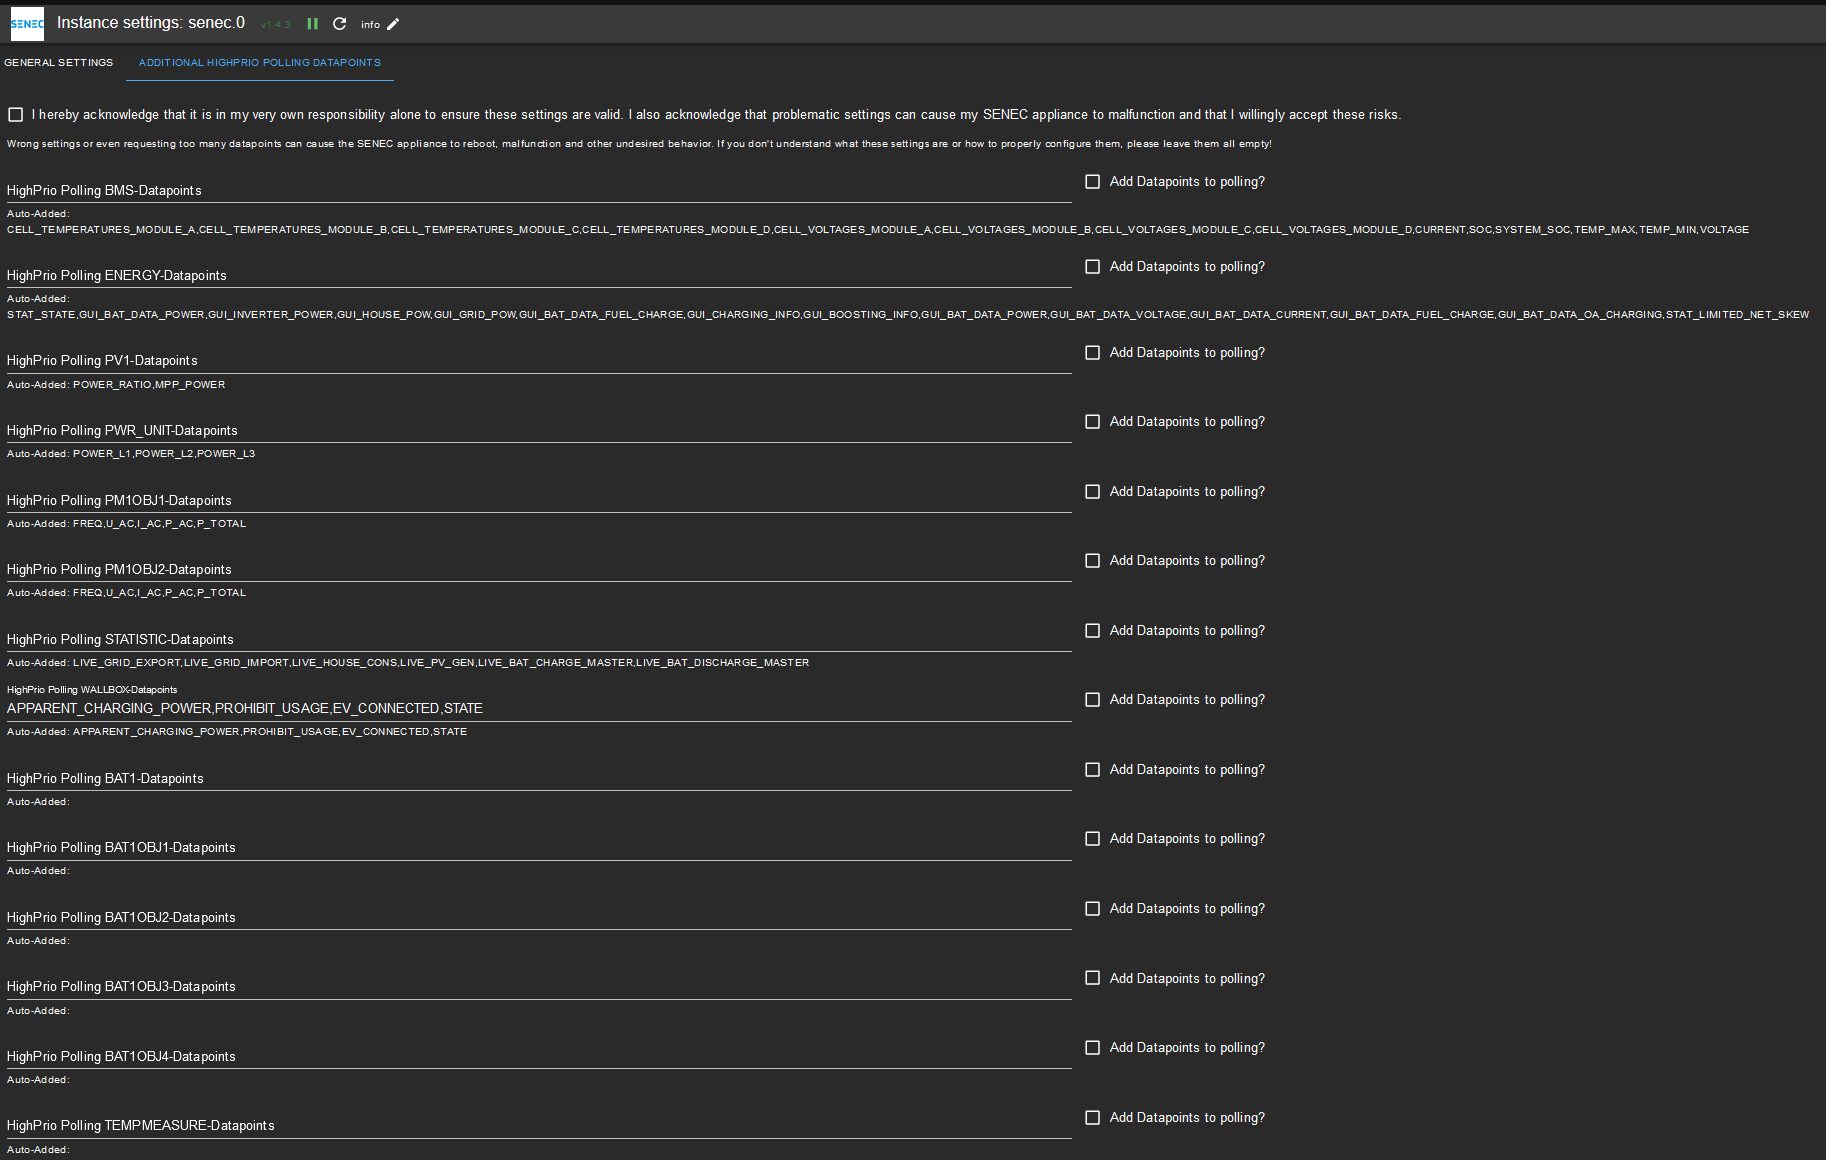 SENEC Instance settings: senec.0 v1.4.3 info
GENERAL SETTINGS ADDITIONAL HIGHPRIO POLLING DATAPOINTS
I hereby acknowledge that it is in my very own responsibility alone to ensure these settings are valid. I also acknowledge that problematic settings can cause my SENEC appliance to malfunction and that I willingly accept these risks.
Wrong settings or even requesting too many datapoints can cause the SENEC appliance to reboot, malfunction and other undesired behavior. If you don't understand what these settings are or how to properly configure them, please leave them all empty!
HighPrio Polling BMS-Datapoints Add Datapoints to polling?
Auto-Added:
CELL_TEMPERATURES_MODULE_A,CELL_TEMPERATURES_MODULE_B,CELL_TEMPERATURES_MODULE_C,CELL_TEMPERATURES_MODULE_D,CELL_VOLTAGES_MODULE_A,CELL_VOLTAGES_MODULE_B,CELL_VOLTAGES_MODULE_C,CELL_VOLTAGES_MODULE_D,CURRENT,SOC,SYSTEM_SOC,TEMP_MAX,TEMP_MIN,VOLTAGE
HighPrio Polling ENERGY-Datapoints Add Datapoints to polling?
Auto-Added:
STAT_STATE,GUI_BAT_DATA_POWER,GUI_INVERTER_POWER,GUI_HOUSE_POW,GUI_GRID_POW,GUI_BAT_DATA_FUEL_CHARGE,GUI_CHARGING_INFO,GUI_BOOSTING_INFO,GUI_BAT_DATA_POWER,GUI_BAT_DATA_VOLTAGE,GUI_BAT_DATA_CURRENT,GUI_BAT_DATA_FUEL_CHARGE,GUI_BAT_DATA_OA_CHARGING,STAT_LIMITED_NET_SKEW
HighPrio Polling PV1-Datapoints Add Datapoints to polling?
Auto-Added: POWER_RATIO,MPP_POWER
HighPrio Polling PWR_UNIT-Datapoints Add Datapoints to polling?
Auto-Added: POWER_L1,POWER_L2,POWER_L3
HighPrio Polling PM1OBJ1-Datapoints Add Datapoints to polling?
Auto-Added: FREQ,U_AC,I_AC,P_AC,P_TOTAL
HighPrio Polling PM1OBJ2-Datapoints Add Datapoints to polling?
Auto-Added: FREQ,U_AC,I_AC,P_AC,P_TOTAL
HighPrio Polling STATISTIC-Datapoints Add Datapoints to polling?
Auto-Added: LIVE_GRID_EXPORT,LIVE_GRID_IMPORT,LIVE_HOUSE_CONS,LIVE_PV_GEN,LIVE_BAT_CHARGE_MASTER,LIVE_BAT_DISCHARGE_MASTER
HighPrio Polling WALLBOX-Datapoints Add Datapoints to polling?
APPARENT_CHARGING_POWER,PROHIBIT_USAGE,EV_CONNECTED,STATE
Auto-Added: APPARENT_CHARGING_POWER,PROHIBIT_USAGE,EV_CONNECTED,STATE
HighPrio Polling BAT1-Datapoints Add Datapoints to polling?
Auto-Added:
HighPrio Polling BAT1OBJ1-Datapoints Add Datapoints to polling?
Auto-Added:
HighPrio Polling BAT1OBJ2-Datapoints Add Datapoints to polling?
Auto-Added:
HighPrio Polling BAT1OBJ3-Datapoints Add Datapoints to polling?
Auto-Added:
HighPrio Polling BAT1OBJ4-Datapoints Add Datapoints to polling?
Auto-Added:
HighPrio Polling TEMPMEASURE-Datapoints Add Datapoints to polling?
Auto-Added: